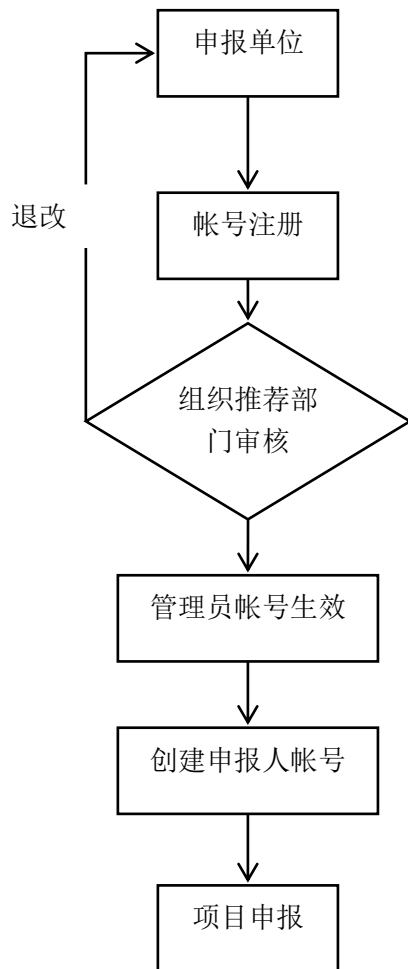 申报单位
退改
帐号注册
组织推荐部
门审核
管理员帐号生效
创建申报人帐号
项目申报